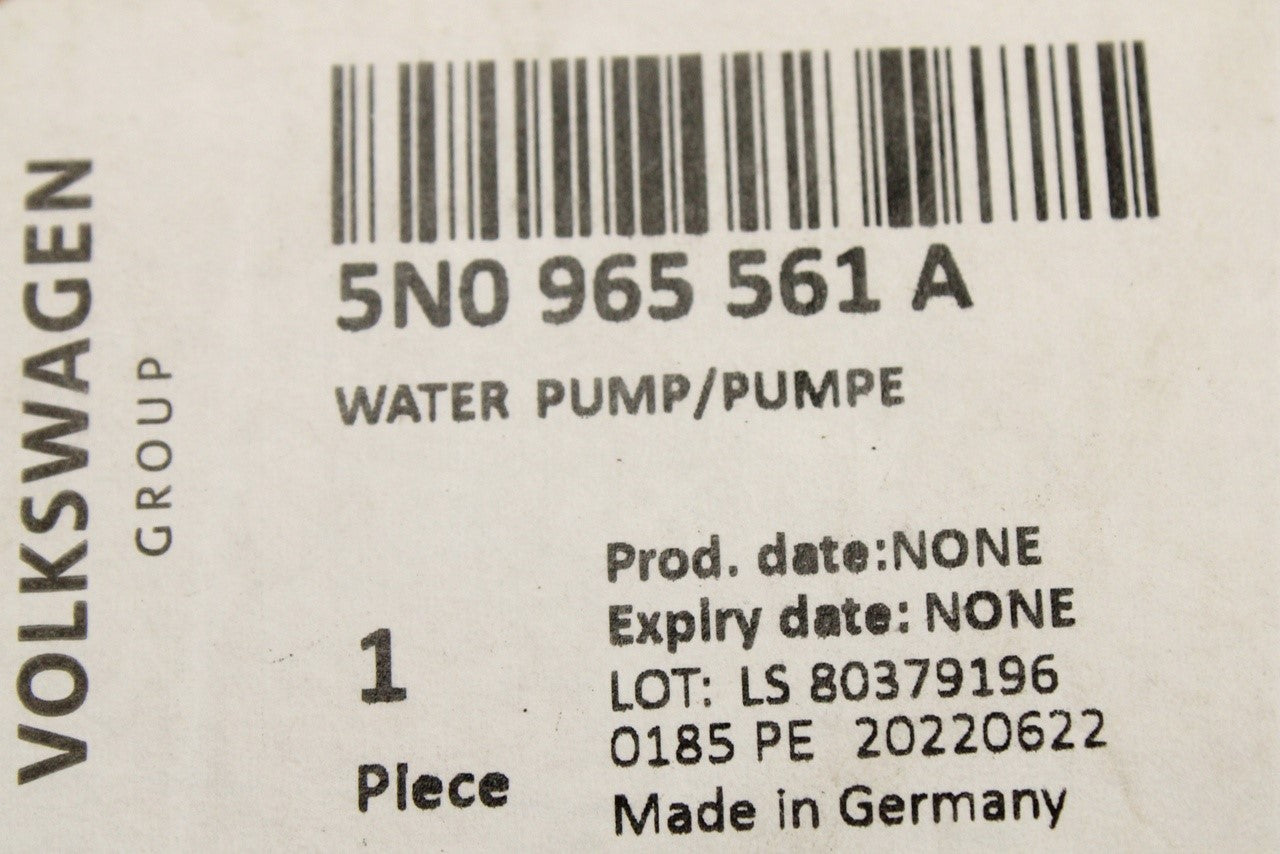 VOLKSWAGEN
GROUP
5N0 965 561 A
WATER PUMP/PUMPE
Prod. date:NONE
Expiry date: NONE
LOT: LS 80379196
0185 PE 20220622
Made in Germany
1
Piece